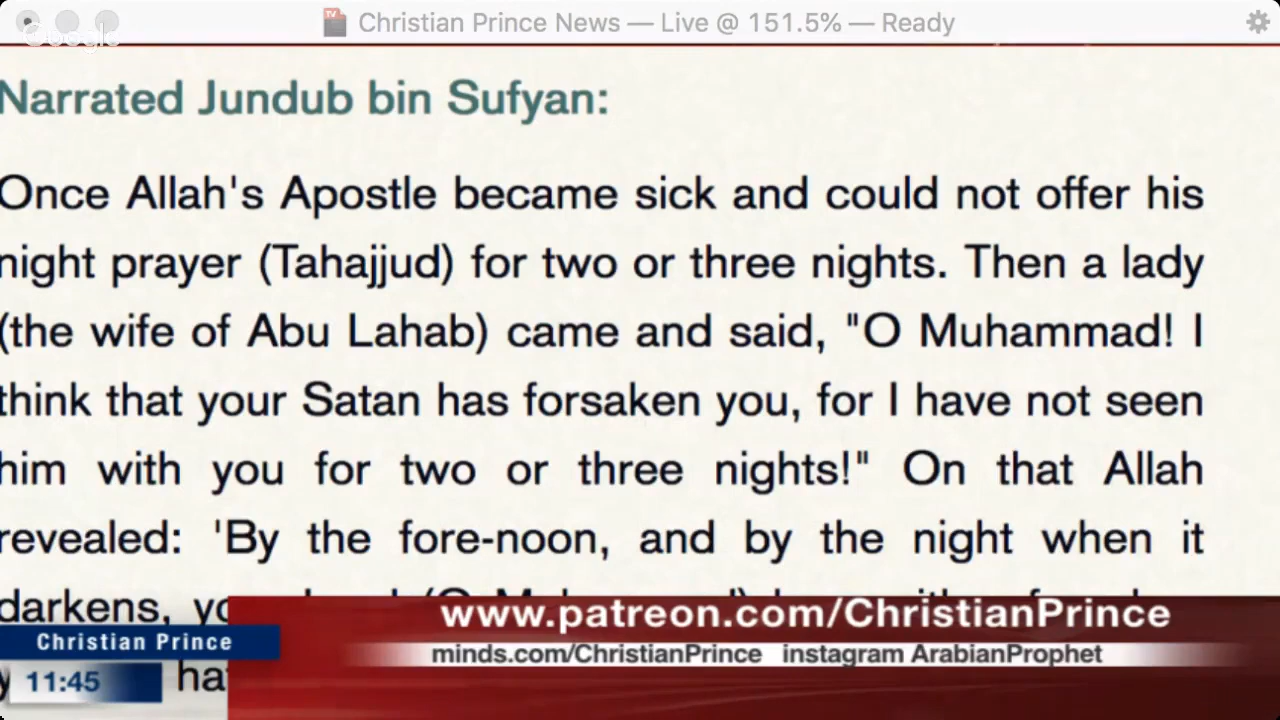 Christian Prince News — Live @ 151.5% — Ready
Google
Narrated Jundub bin Sufyan:
Once Allah's Apostle became sick and could not offer his
night prayer (Tahajjud) for two or three nights. Then a lady
(the wife of Abu Lahab) came and said, "O Muhammad! I
think that your Satan has forsaken you, for I have not seen
him with you for two or three nights!" On that Allah
revealed: 'By the fore-noon, and by the night when it
darkens,
www.patreon.com/ChristianPrince
Christian Prince
minds.com/ChristianPrince instagram ArabianProphet
11:45